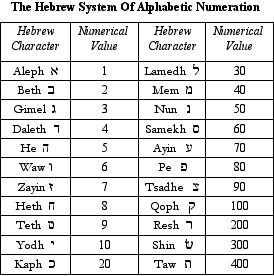 The Hebrew System Of Alphabetic Numeration
Hebrew Character Numerical Value Hebrew Character Numerical Value
Aleph א 1 Lamedh ל 30
Beth ב 2 Mem מ 40
Gimel ג 3 Nun נ 50
Daleth ד 4 Samekh ס 60
He ה 5 Ayin ע 70
Waw ו 6 Pe פ 80
Zayin ז 7 Tsadhe צ 90
Heth ח 8 Qoph ק 100
Teth ט 9 Resh ר 200
Yodh י 10 Shin שׂ 300
Kaph כ 20 Taw ת 400